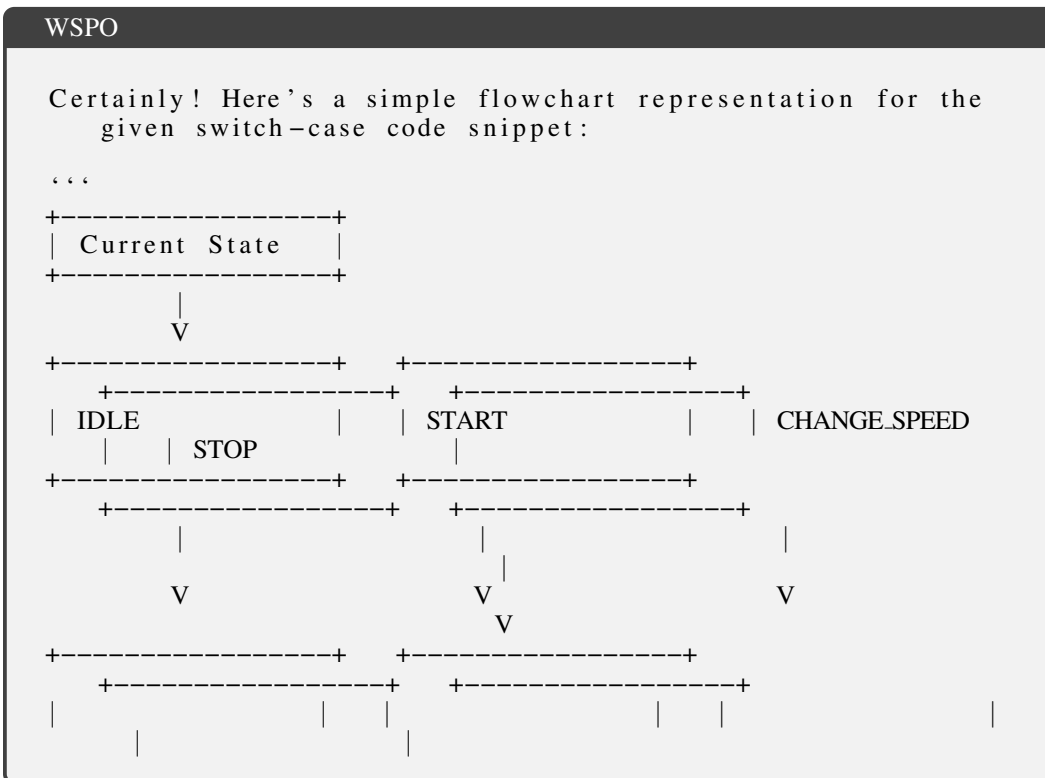 WSPO
Certainly! Here's a simple flowchart representation for the
given switch-case code snippet:
‘‘‘
+-----------------+
| Current State |
+-----------------+
|
V
+-----------------+ +-----------------+
+-----------------+ +-----------------+
| IDLE | | START | | CHANGE_SPEED
| | STOP |
+-----------------+ +-----------------+
+-----------------+ +-----------------+
| | |
|
V V V
V
+-----------------+ +-----------------+
+-----------------+ +-----------------+
| | | | | |
| |